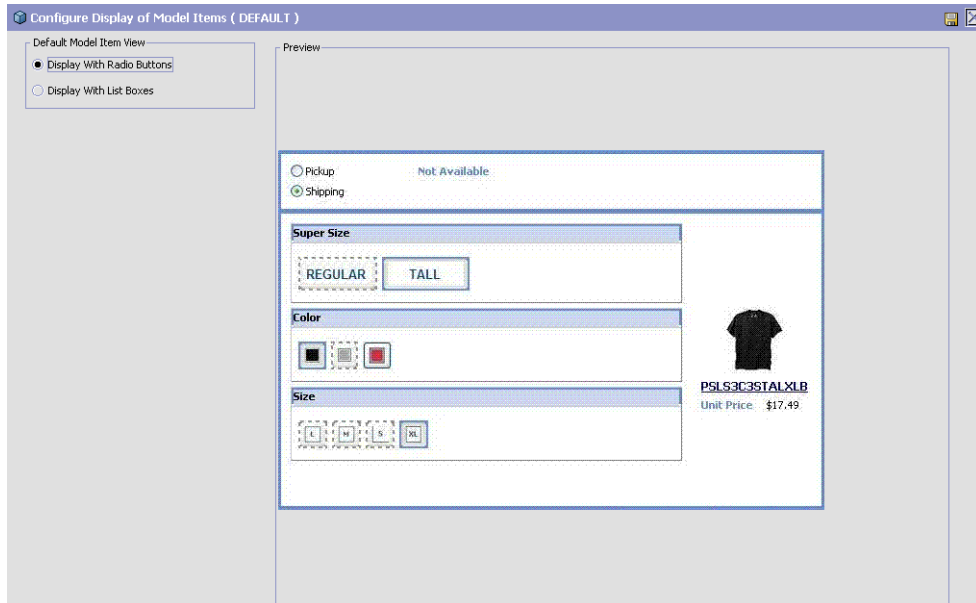 Configure Display of Model Items ( DEFAULT )
Default Model Item View
Display With Radio Buttons
Display With List Boxes
Preview
Pickup
Not Available
Shipping
Super Size
REGULAR
TALL
Color
Size
L
M
S
XL
PSLS3C3STALXLB
Unit Price $17.49